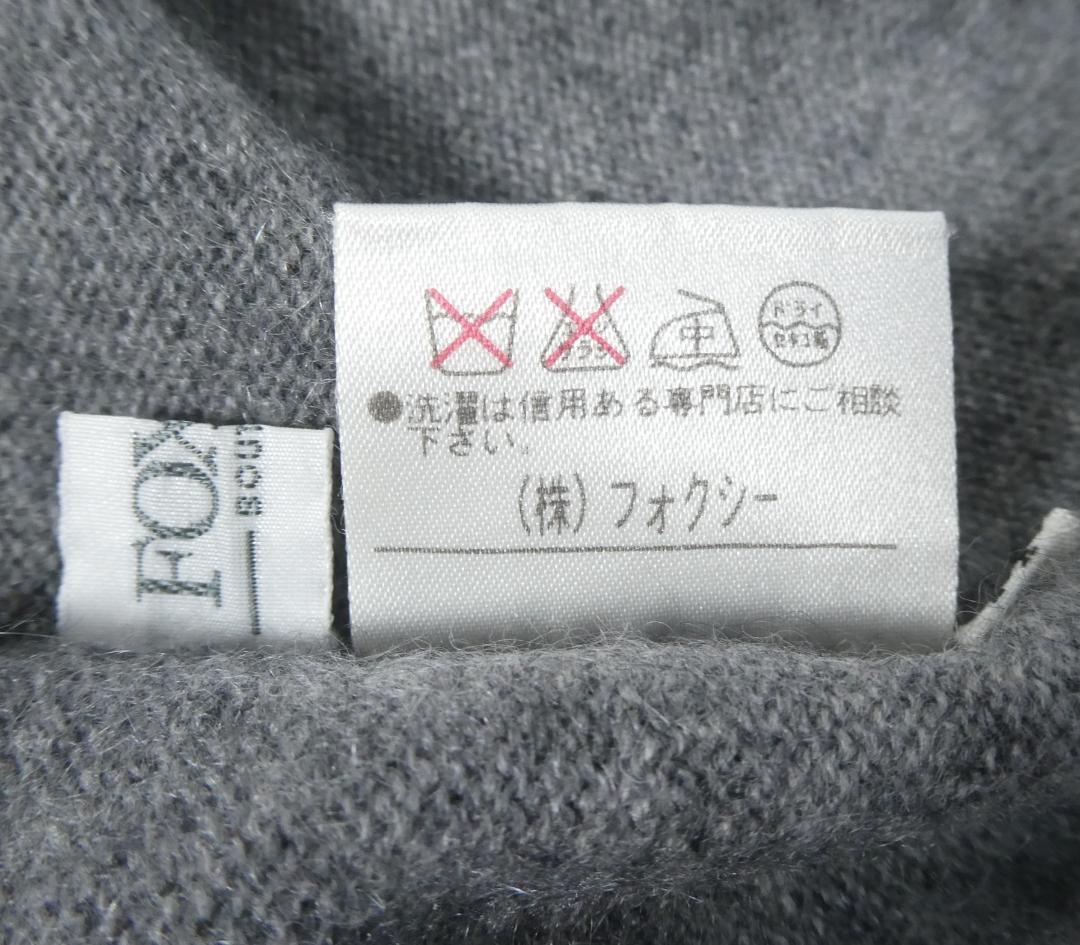 中
ドライ
セキユ系
●洗濯は信用ある専門店にご相談
下さい。
(株)フォクシー
FOX
BOU